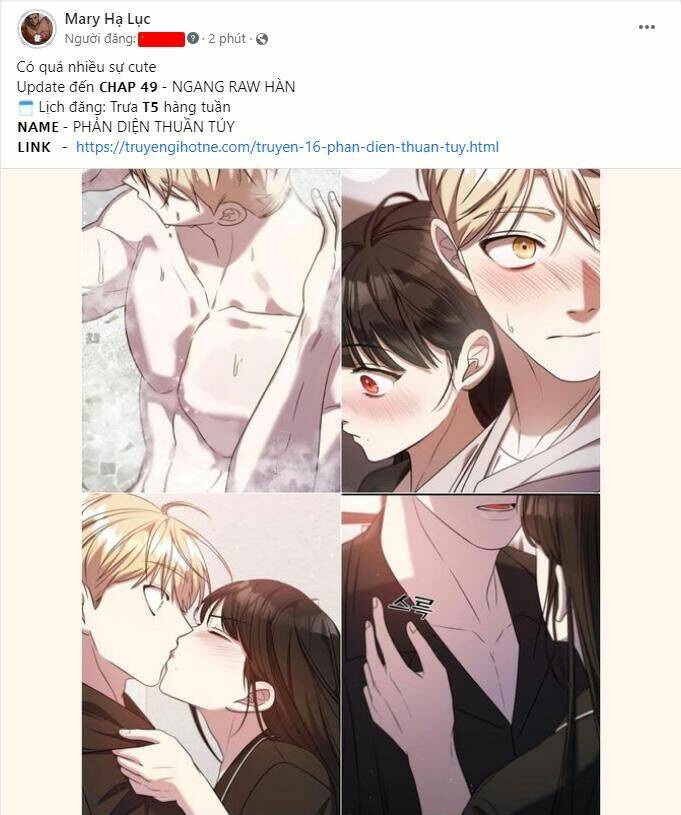 Mary Hạ Lục
Người đăng: · 2 phút ·
Có quá nhiều sự cute
Update đến CHAP 49 - NGANG RAW HÀN
Lịch đăng: Trưa T5 hàng tuần
NAME - PHẢN DIỆN THUẦN TÚY
LINK - https://truyengihotne.com/truyen-16-phan-dien-thuan-tuy.html
스륵